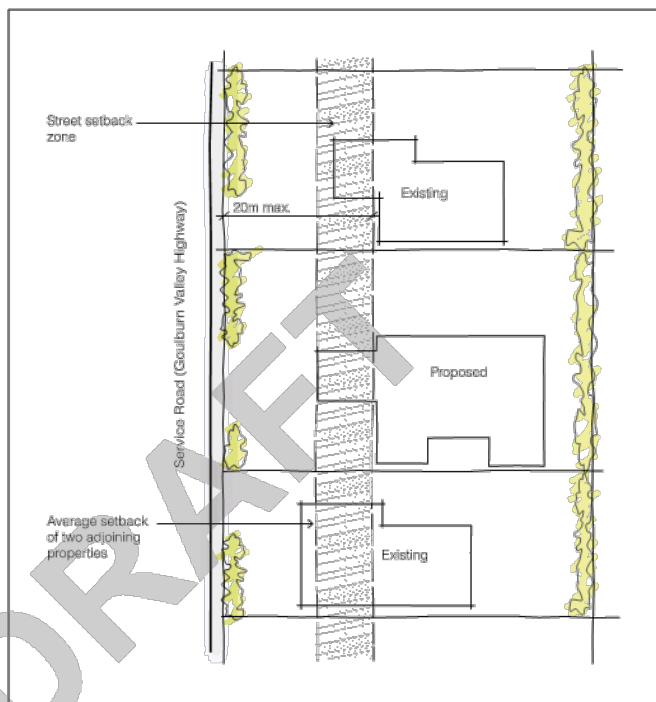 Street setback
zone
Existing
20m max.
Service Road (Goulburn Valley Highway)
Proposed
Average setback
of two adjoining
properties
Existing
DRAFT